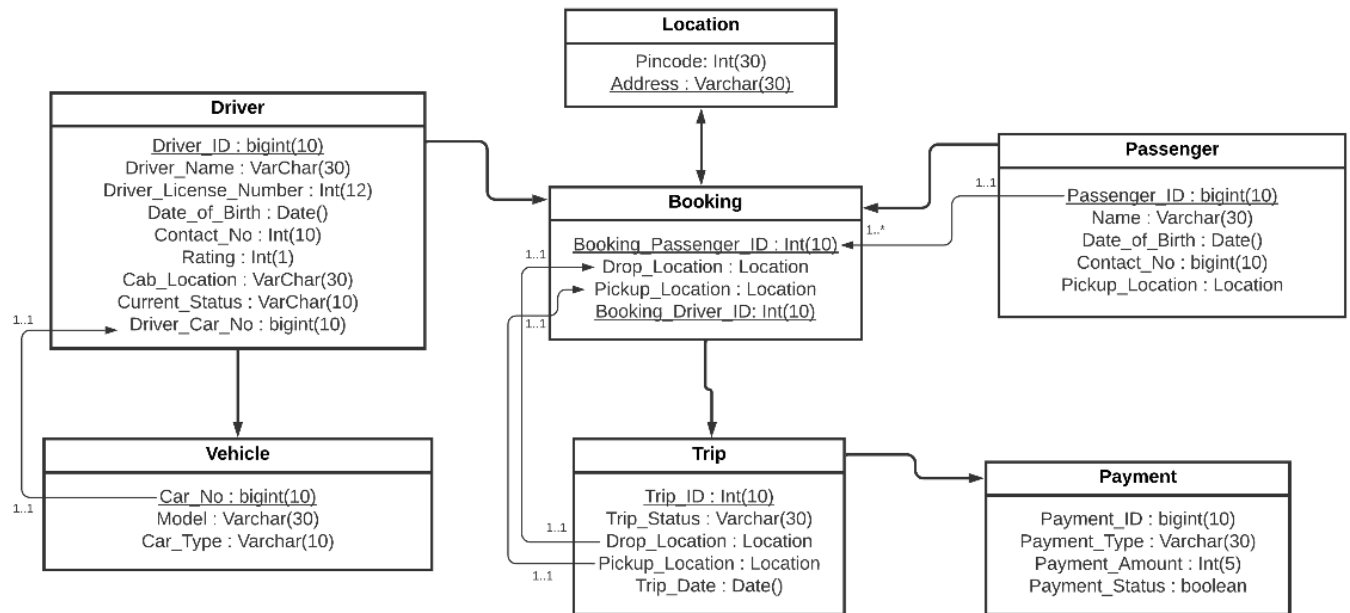 Location
Pincode: Int(30)
Address : Varchar(30)
Driver
Driver_ID : bigint(10)
Driver_Name : VarChar(30)
Driver_License_Number : Int(12)
Date_of_Birth : Date()
Contact_No : Int(10)
Rating : Int(1)
Cab_Location : VarChar(30)
Current_Status : VarChar(10)
1..1
Driver_Car_No : bigint(10)
Booking
1..*
Booking_Passenger_ID : Int(10)
1..1
Drop_Location : Location
1..1
Pickup_Location : Location
1..1
Booking_Driver_ID: Int(10)
Passenger
1..1
Passenger_ID : bigint(10)
Name : Varchar(30)
Date_of_Birth : Date()
Contact_No : bigint(10)
Pickup_Location : Location
Vehicle
Car_No : bigint(10)
1..1
Model : Varchar(30)
Car_Type : Varchar(10)
Trip
Trip_ID : Int(10)
Trip_Status : Varchar(30)
1..1
Drop_Location : Location
Pickup_Location : Location
1..1
Trip_Date : Date()
Payment
Payment_ID : bigint(10)
Payment_Type : Varchar(30)
Payment_Amount : Int(5)
Payment_Status : boolean